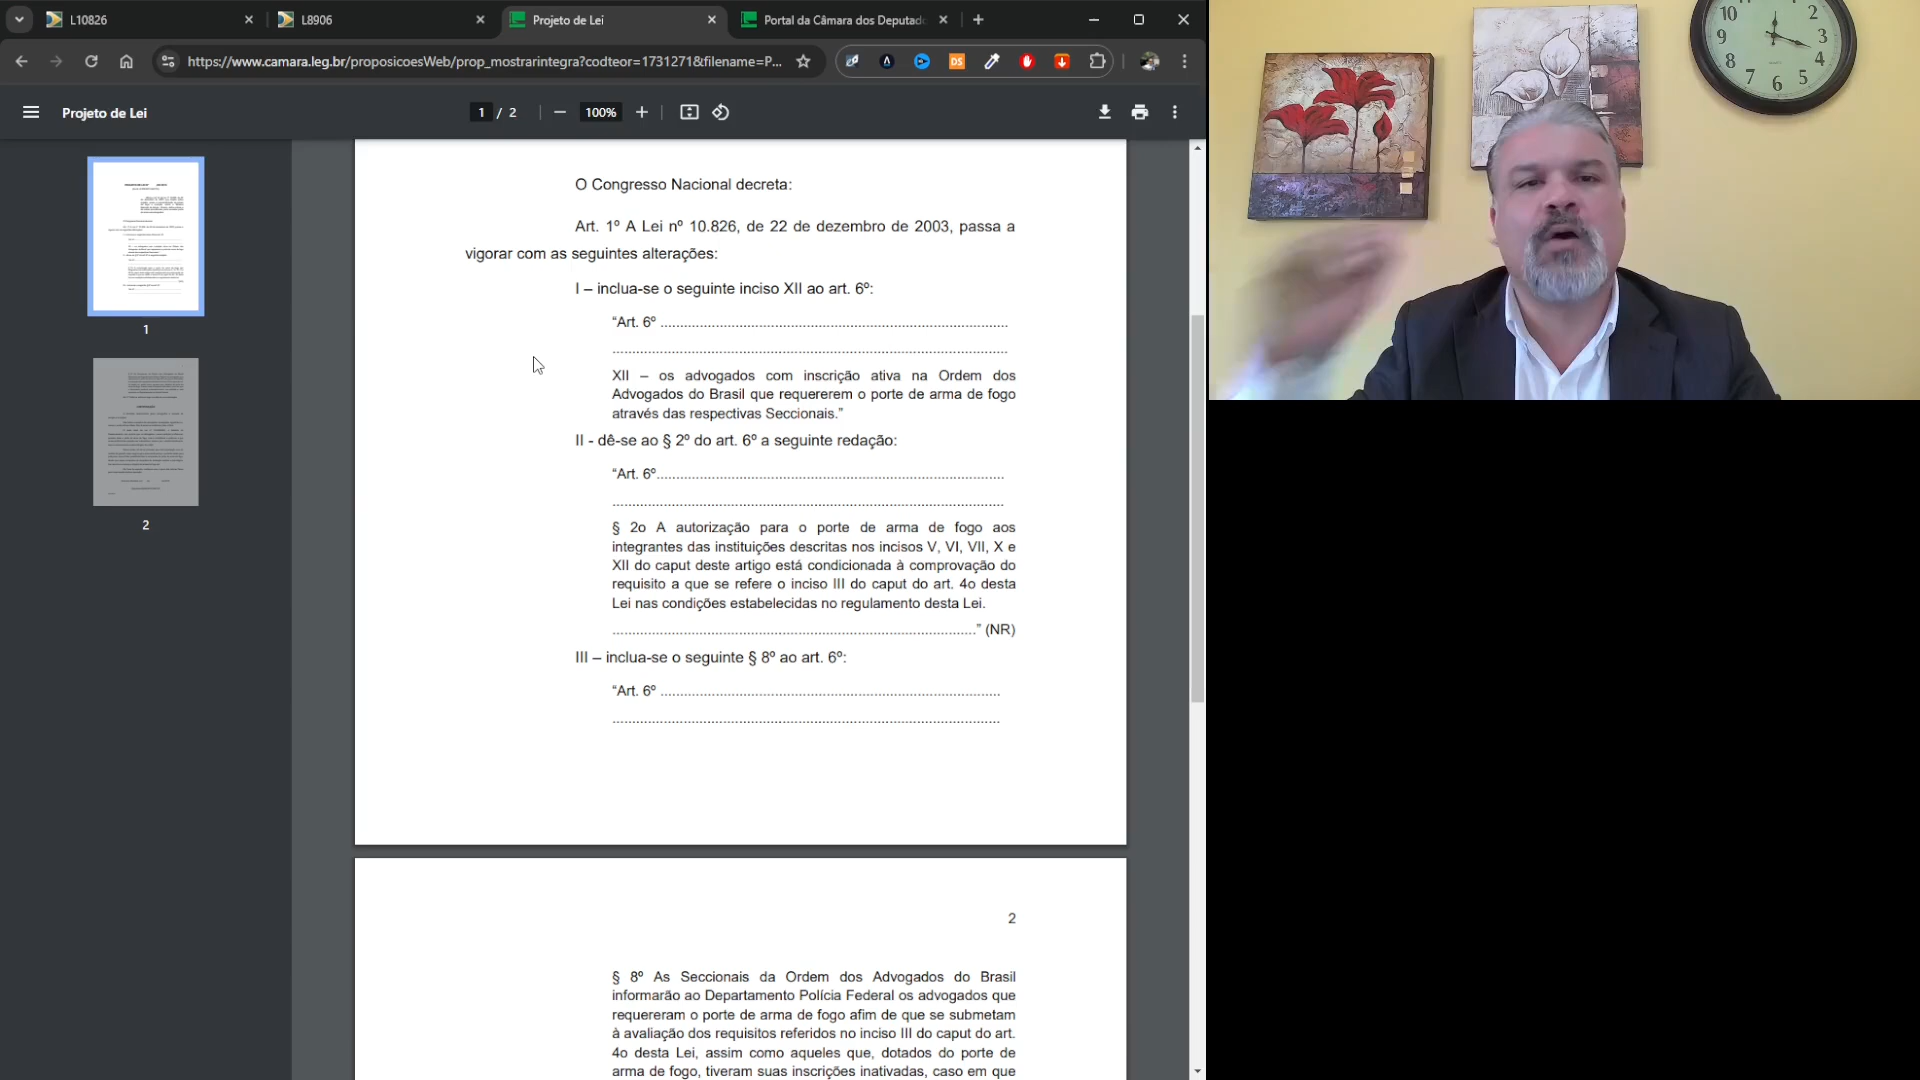 L10826
L8906
Projeto de Lei
Portal da Câmara dos Deputado
https://www.camara.leg.br/proposicoesWeb/prop_mostrarintegra?codteor=1731271&filename=P...
Projeto de Lei
1 / 2
100%
O Congresso Nacional decreta:
Art. 1º A Lei nº 10.826, de 22 de dezembro de 2003, passa a
vigorar com as seguintes alterações:
I – inclua-se o seguinte inciso XII ao art. 6º:
“Art. 6º ......................................................................................
..................................................................................................
XII – os advogados com inscrição ativa na Ordem dos
Advogados do Brasil que requererem o porte de arma de fogo
através das respectivas Seccionais.”
II - dê-se ao § 2º do art. 6º a seguinte redação:
“Art. 6º......................................................................................
.................................................................................................
§ 2o A autorização para o porte de arma de fogo aos
integrantes das instituições descritas nos incisos V, VI, VII, X e
XII do caput deste artigo está condicionada à comprovação do
requisito a que se refere o inciso III do caput do art. 4o desta
Lei nas condições estabelecidas no regulamento desta Lei.
..........................................................................................” (NR)
III – inclua-se o seguinte § 8º ao art. 6º:
“Art. 6º ....................................................................................
................................................................................................
2
§ 8º As Seccionais da Ordem dos Advogados do Brasil
informarão ao Departamento Polícia Federal os advogados que
requereram o porte de arma de fogo afim de que se submetam
à avaliação dos requisitos referidos no inciso III do caput do art.
4o desta Lei, assim como aqueles que, dotados do porte de
arma de fogo, tiveram suas inscrições inativadas, caso em que
1
2
DS
10
2
9
3
8
4
7
6
5